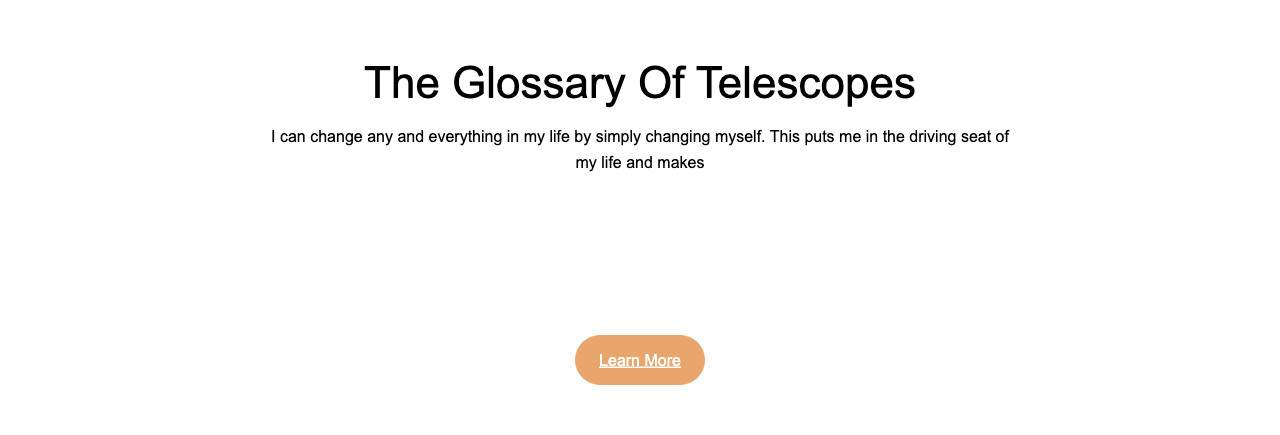 The Glossary Of Telescopes
I can change any and everything in my life by simply changing myself. This puts me in the driving seat of
my life and makes
Learn More